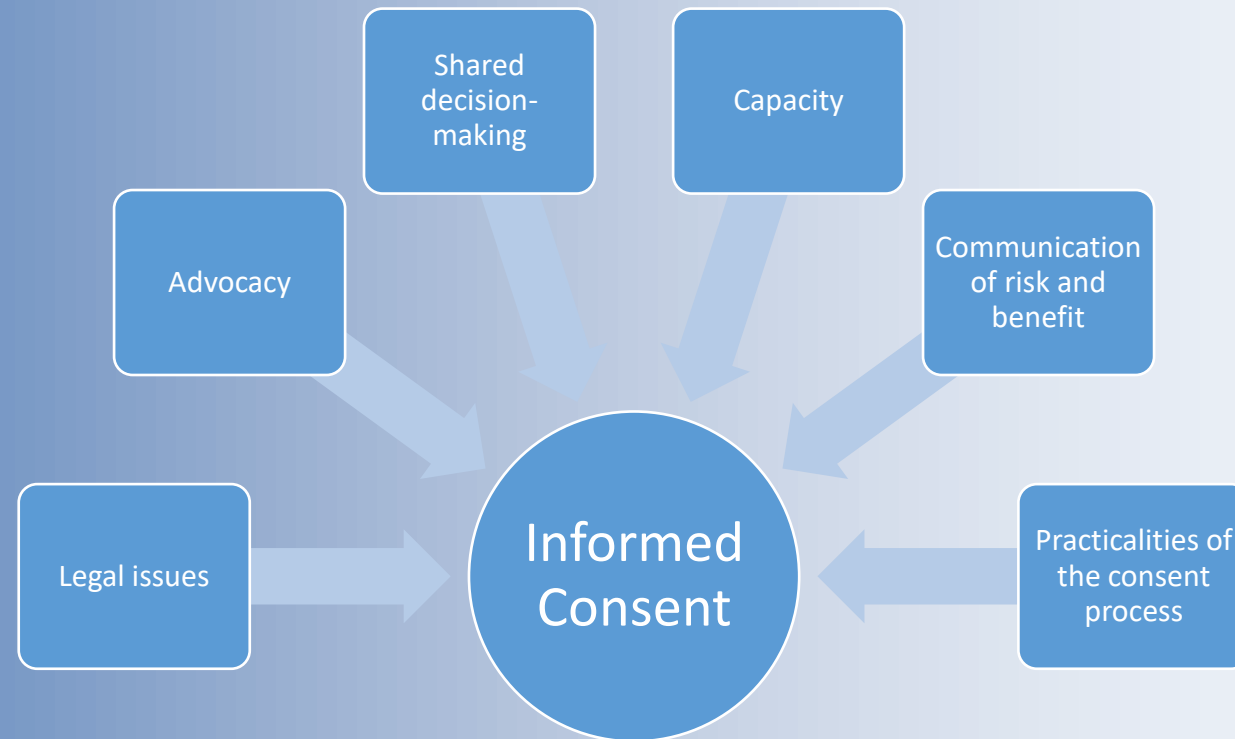 Shared
decision-
making
Capacity
Advocacy
Communication
of risk and
benefit
Legal issues
Informed
Consent
Practicalities of
the consent
process